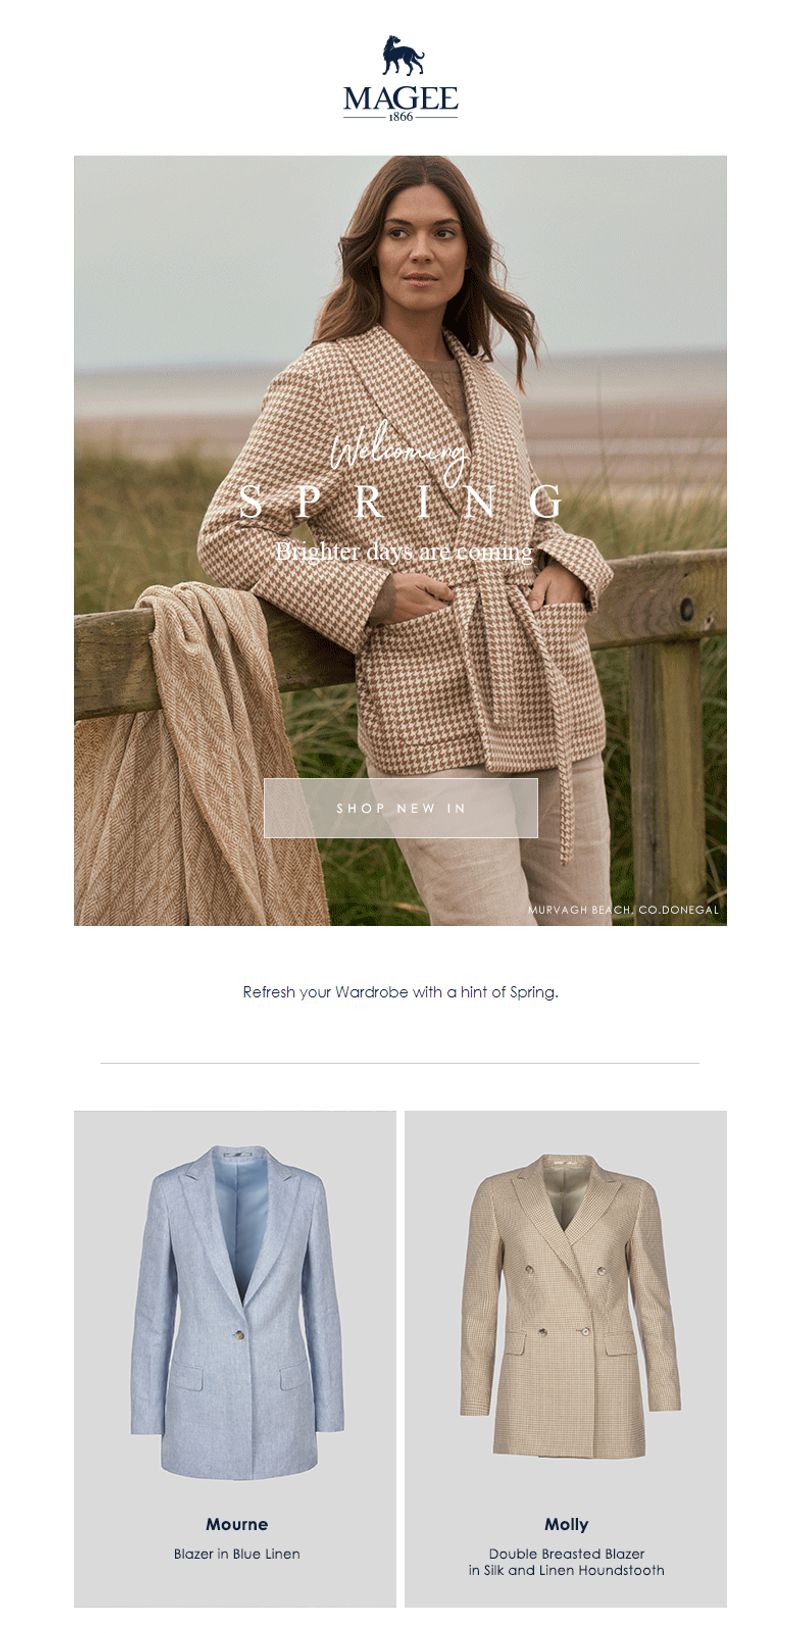 MAGEE
1866
Welcoming
SPRING
Brighter days are coming
SHOP NEW IN
MURVAGH BEACH, CO.DONEGAL
Refresh your Wardrobe with a hint of Spring.
Mourne
Blazer in Blue Linen
Molly
Double Breasted Blazer
in Silk and Linen Houndstooth